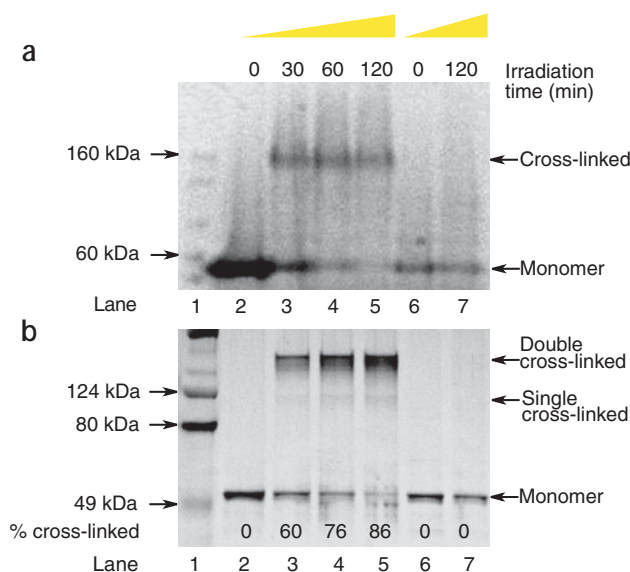 a
0 30 60 120 0 120 Irradiation
time (min)
160 kDa Cross-linked
60 kDa Monomer
Lane 1 2 3 4 5 6 7
b
Double
cross-linked
124 kDa Single
cross-linked
80 kDa
49 kDa Monomer
% cross-linked 0 60 76 86 0 0
Lane 1 2 3 4 5 6 7